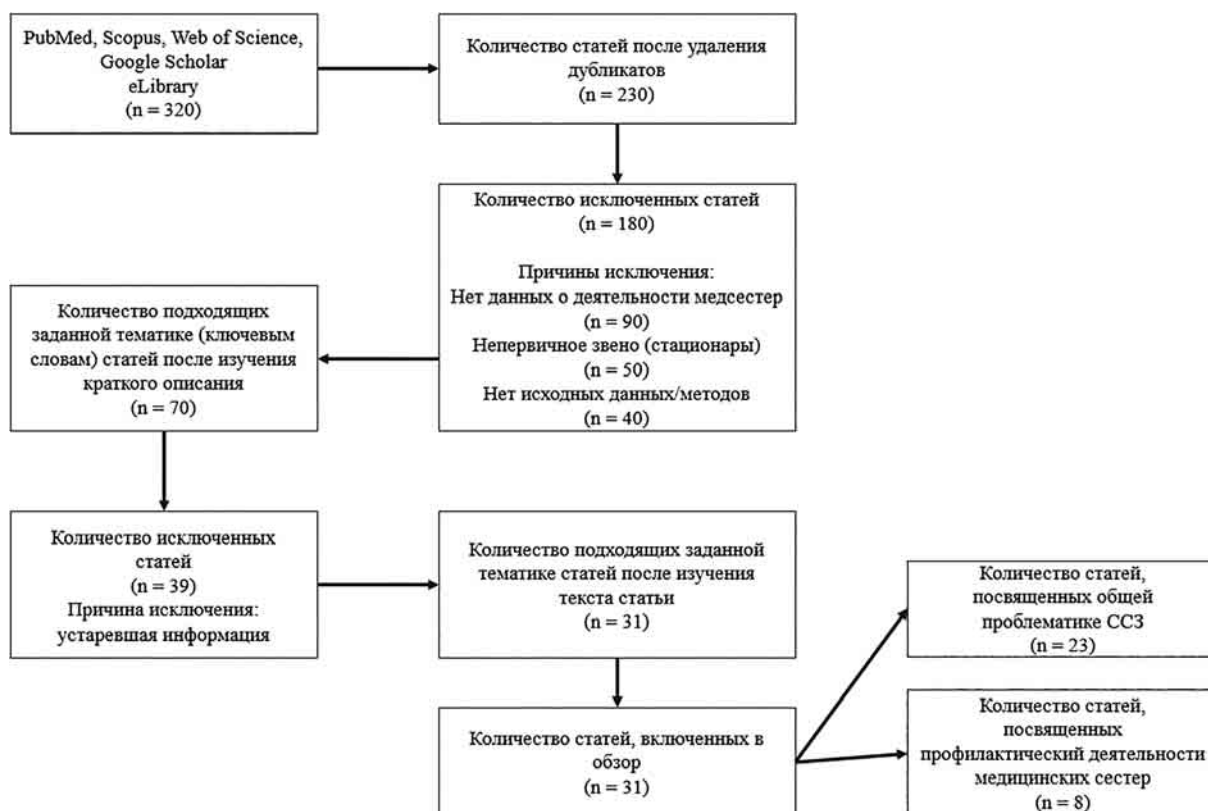 PubMed, Scopus, Web of Science,
Google Scholar
eLibrary
(n = 320)
Количество статей после удаления
дубликатов
(n = 230)
Количество исключенных статей
(n = 180)
Причины исключения:
Нет данных о деятельности медсестер
(n = 90)
Непервичное звено (стационары)
(n = 50)
Нет исходных данных/методов
(n = 40)
Количество подходящих
заданной тематике (ключевым
словам) статей после изучения
краткого описания
(n = 70)
Количество исключенных
статей
(n = 39)
Причина исключения:
устаревшая информация
Количество подходящих заданной
тематике статей после изучения
текста статьи
(n = 31)
Количество статей, включенных в
обзор
(n = 31)
Количество статей,
посвященных общей
проблематике ССЗ
(n = 23)
Количество статей,
посвященных
профилактический деятельности
медицинских сестер
(n = 8)